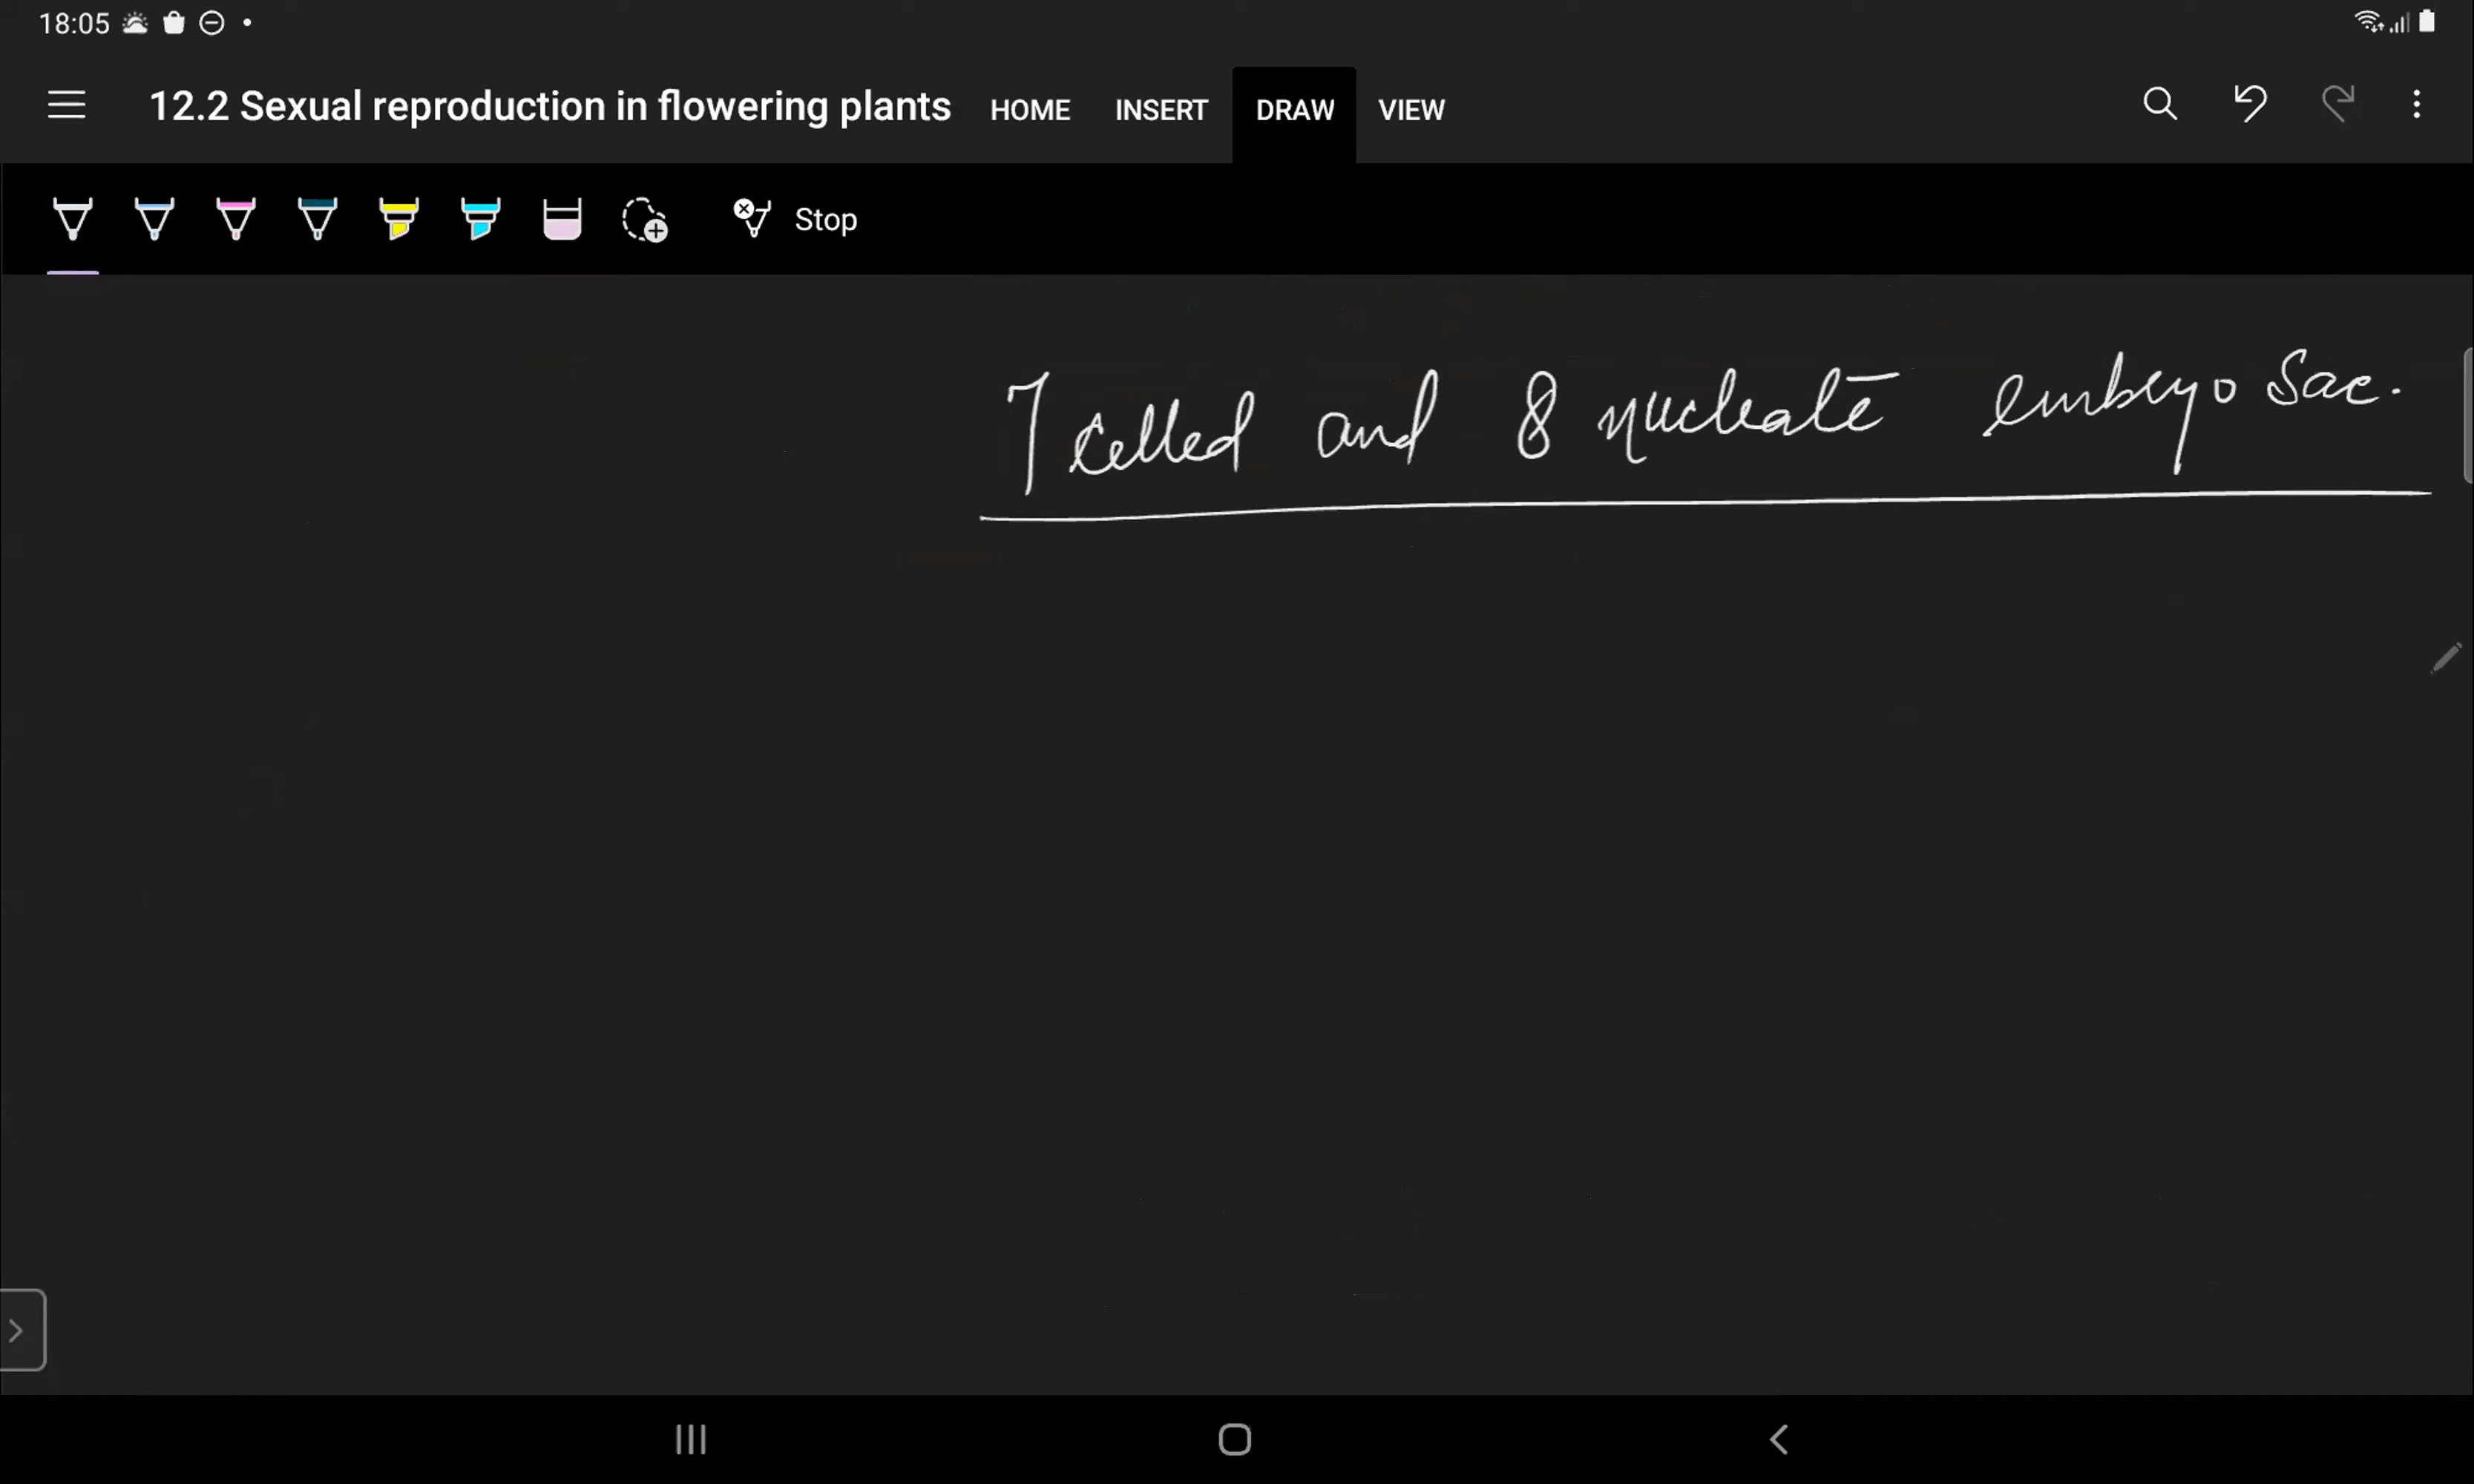 18:05
12.2 Sexual reproduction in flowering plants HOME INSERT DRAW VIEW
Stop
7 celled and 8 nucleate embryo Sac.